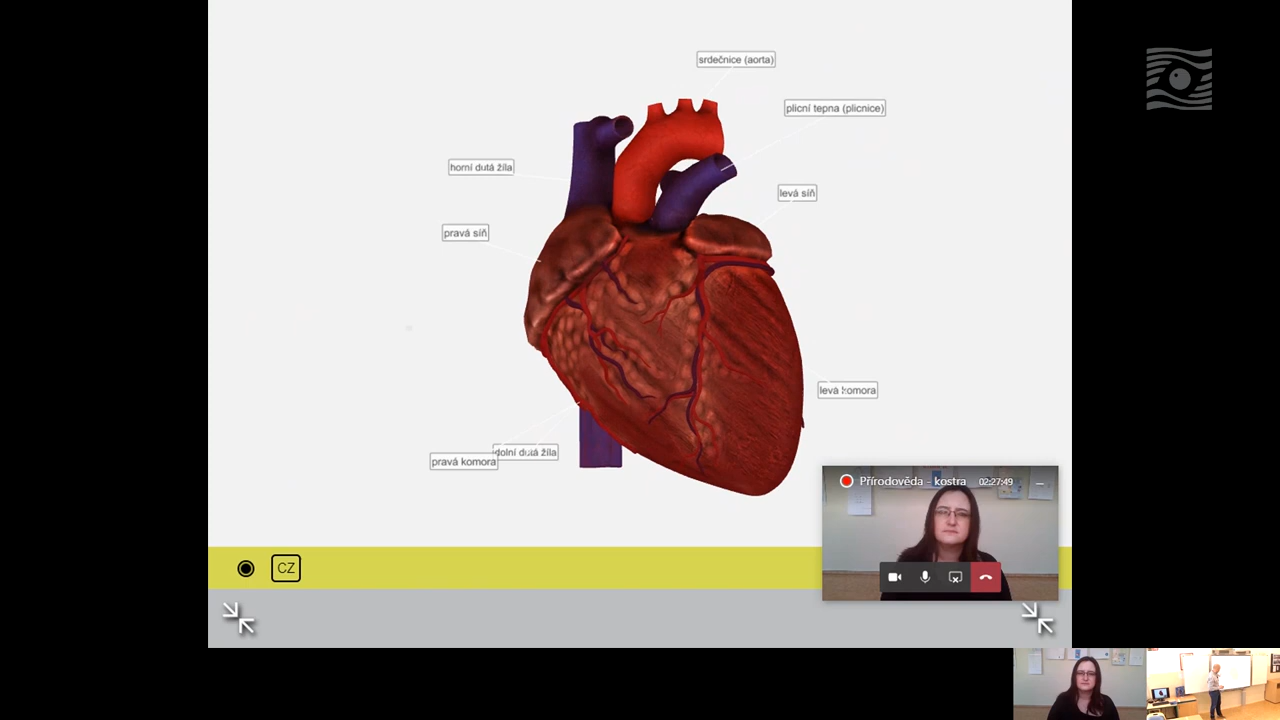 srdečnice (aorta)
plicní tepna (plicnice)
horní dutá žíla
levá síň
pravá síň
levá komora
dolní dutá žíla
pravá komora
Přírodověda - kostra 02:27:49
CZ